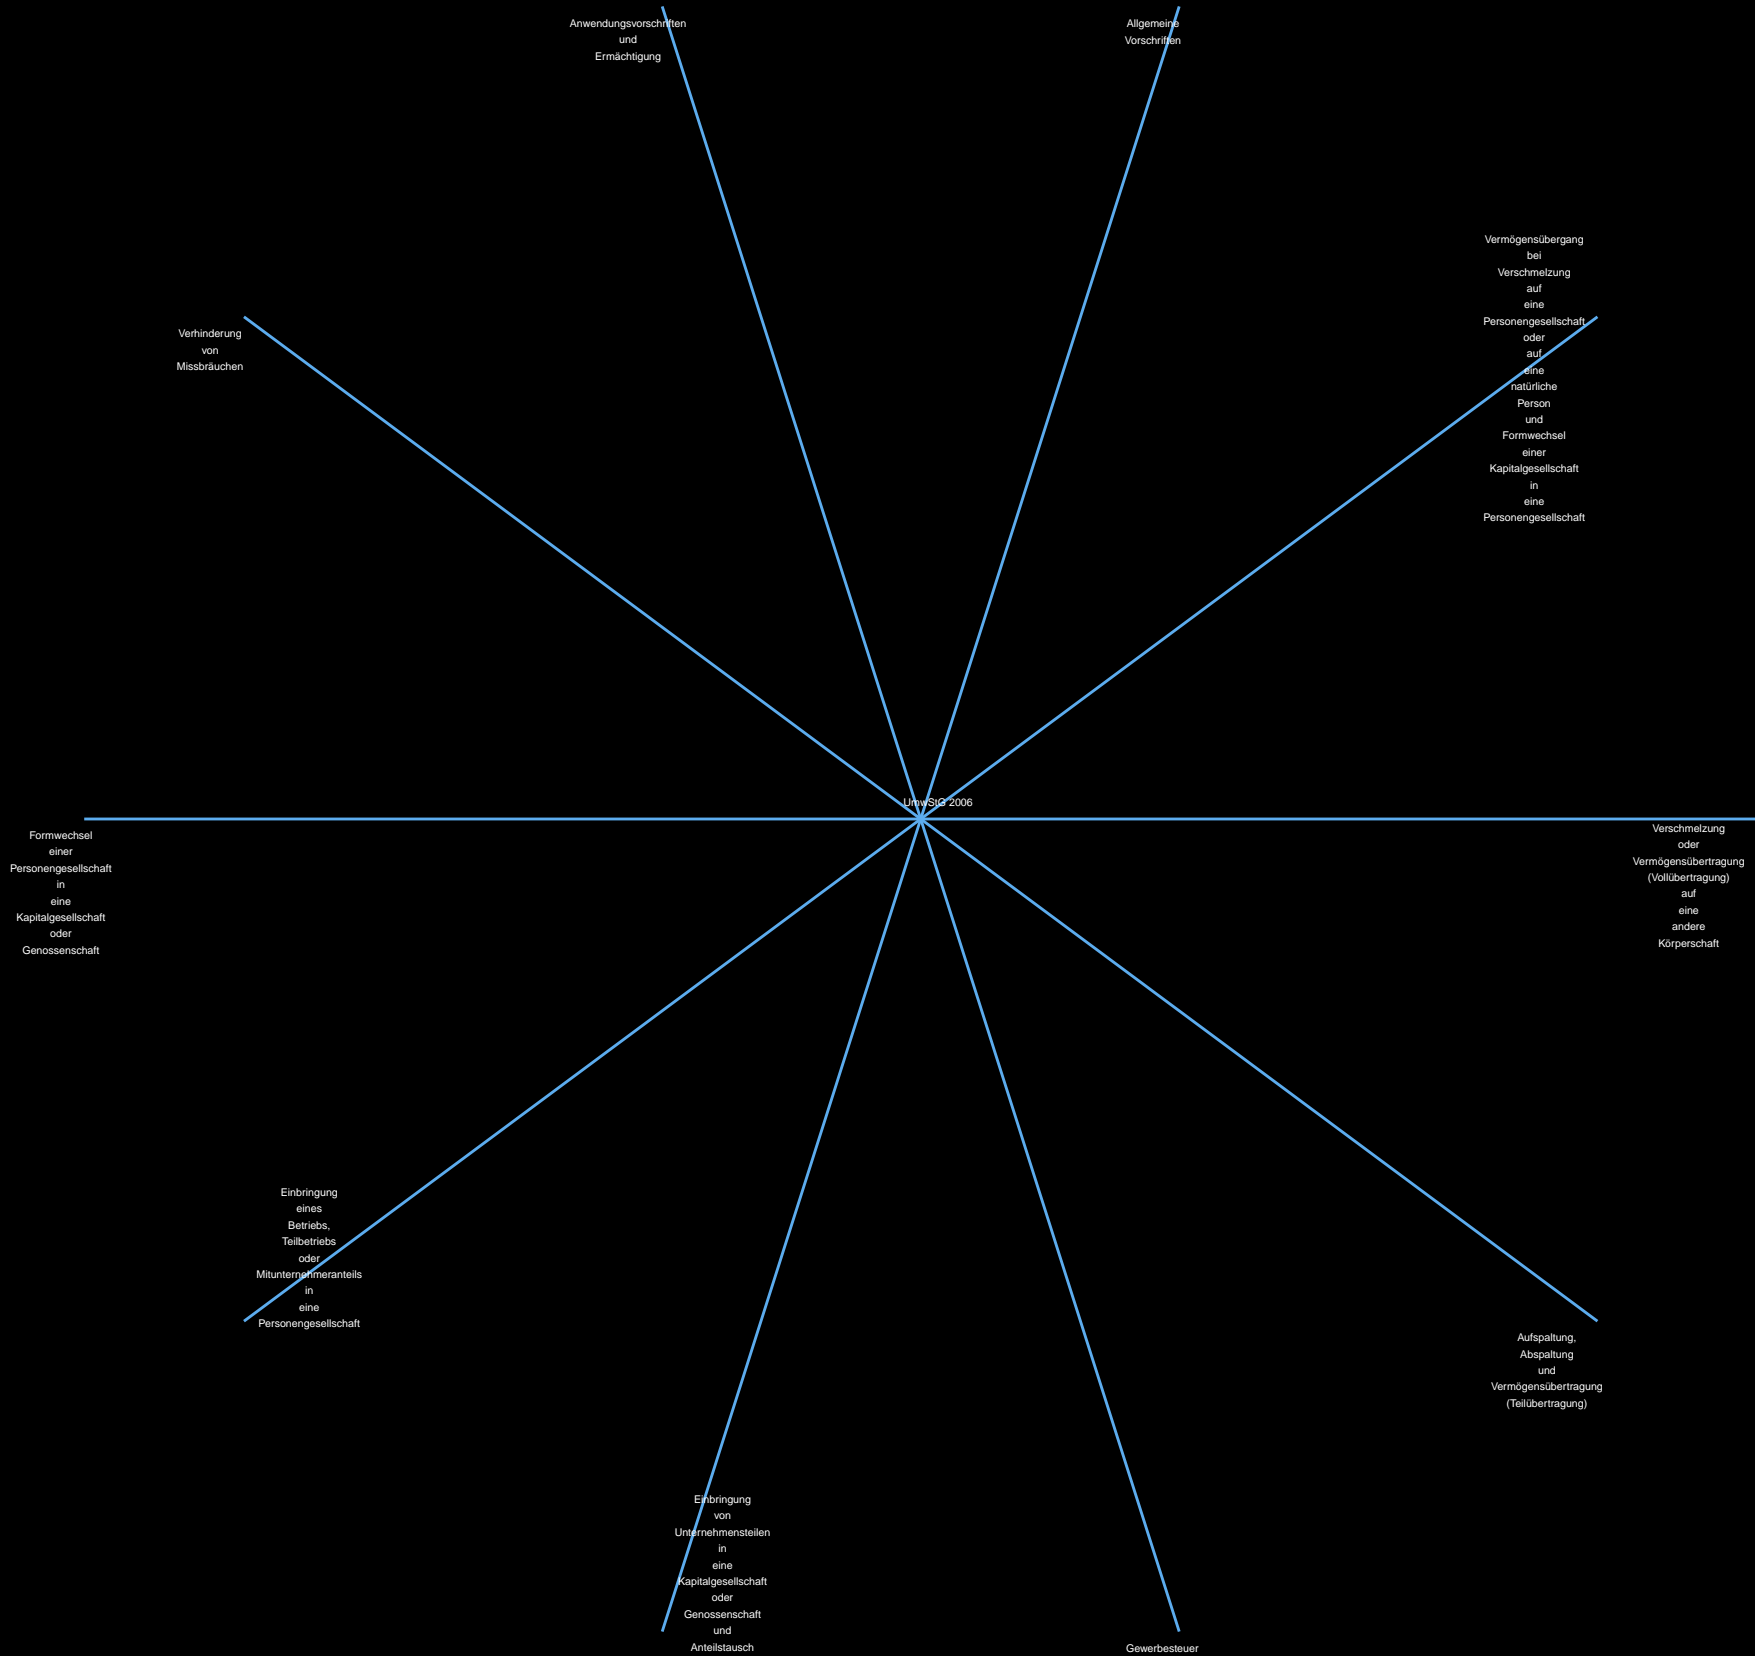 Anwendungsvorschriften
und
Ermächtigung
Allgemeine
Vorschriften
Vermögensübergang
bei
Verschmelzung
auf
eine
Personengesellschaft
oder
auf
eine
natürliche
Person
und
Formwechsel
einer
Kapitalgesellschaft
in
eine
Personengesellschaft
Verhinderung
von
Missbräuchen
UmwStG 2006
Formwechsel
einer
Personengesellschaft
in
eine
Kapitalgesellschaft
oder
Genossenschaft
Verschmelzung
oder
Vermögensübertragung
(Vollübertragung)
auf
eine
andere
Körperschaft
Einbringung
eines
Betriebs,
Teilbetriebs
oder
Mitunternehmeranteils
in
eine
Personengesellschaft
Aufspaltung,
Abspaltung
und
Vermögensübertragung
(Teilübertragung)
Einbringung
von
Unternehmensteilen
in
eine
Kapitalgesellschaft
oder
Genossenschaft
und
Anteilstausch
Gewerbesteuer